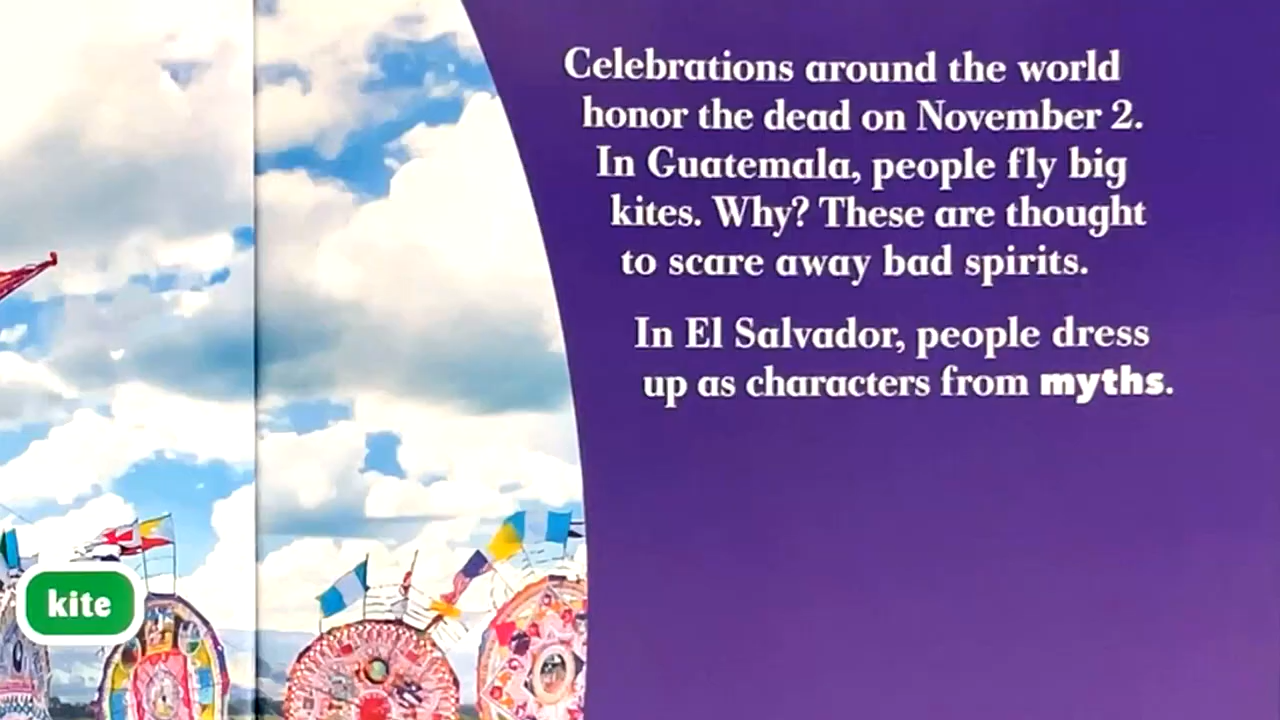 Celebrations around the world
honor the dead on November 2.
In Guatemala, people fly big
kites. Why? These are thought
to scare away bad spirits.
In El Salvador, people dress
up as characters from myths.
kite